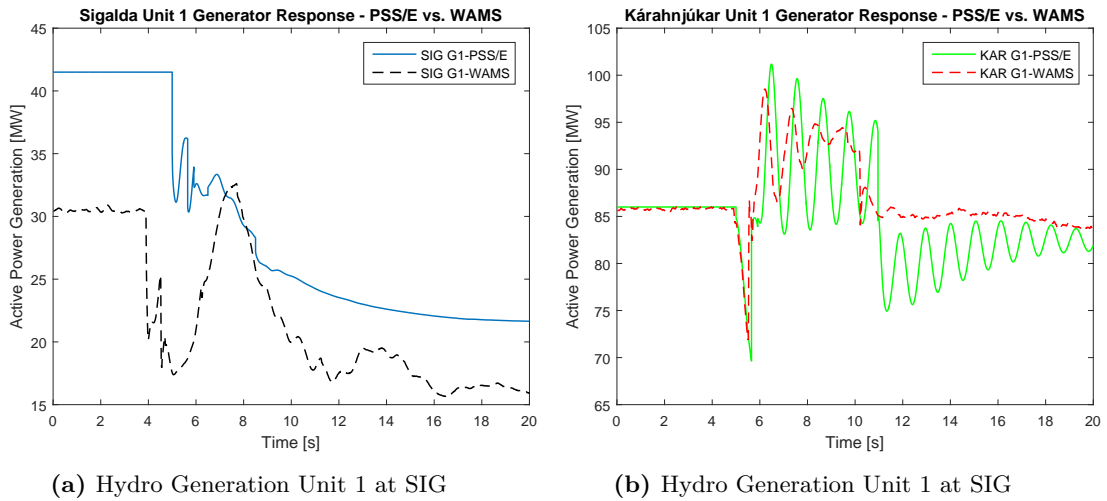 Sigalda Unit 1 Generator Response - PSS/E vs. WAMS
SIG G1-PSS/E
SIG G1-WAMS
Active Power Generation [MW]
45
40
35
30
25
20
15
0 2 4 6 8 10 12 14 16 18 20
Time [s]
(a) Hydro Generation Unit 1 at SIG
Kárahnjúkar Unit 1 Generator Response - PSS/E vs. WAMS
KAR G1-PSS/E
KAR G1-WAMS
Active Power Generation [MW]
105
100
95
90
85
80
75
70
65
0 2 4 6 8 10 12 14 16 18 20
Time [s]
(b) Hydro Generation Unit 1 at SIG